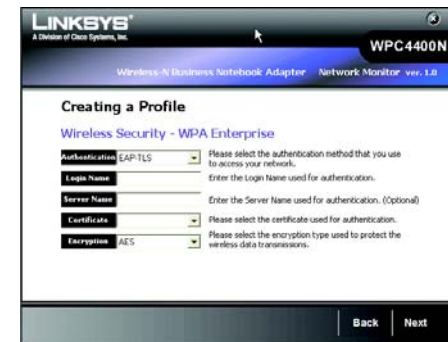 LINKSYS®
A Division of Cisco Systems, Inc.
WPC4400N
Wireless-N Business Notebook Adapter Network Monitor ver. 1.0
Creating a Profile
Wireless Security - WPA Enterprise
Authentication EAP-TLS Please select the authentication method that you use
to access your network.
Login Name Enter the Login Name used for authentication.
Server Name Enter the Server Name used for authentication. (Optional)
Certificate Please select the certificate used for authentication.
Encryption AES Please select the encryption type used to protect the
wireless data transmissions.
Back Next